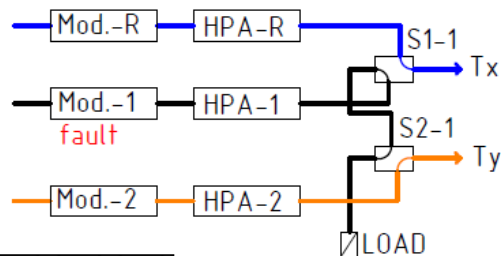 Mod.-R HPA-R S1-1
Tx
Mod.-1 HPA-1
fault
S2-1
Ty
Mod.-2 HPA-2
LOAD